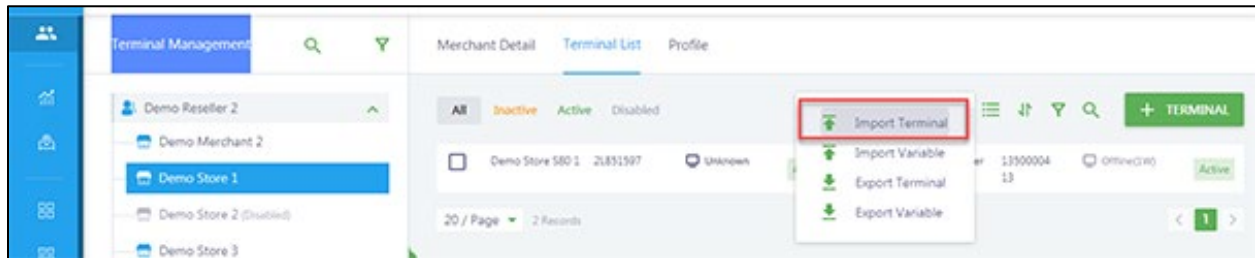 Terminal Management
Merchant Detail Terminal List Profile
Demo Reseller 2
Demo Merchant 2
Demo Store 1
Demo Store 2 (Disabled)
Demo Store 3
All Inactive Active Disabled
+ TERMINAL
Import Terminal
Import Variable
Export Terminal
Export Variable
Demo Store S80 1 2L851597 Unknown
er 13500004 Offline(1W) Active
13
20 / Page 2 Records
< 1 >